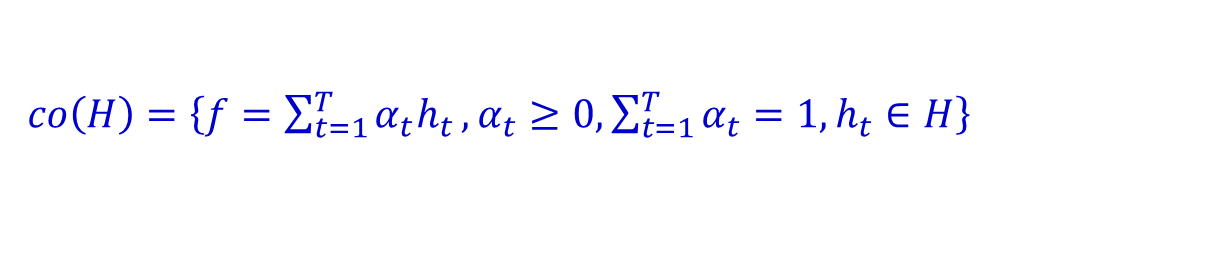 co(H) = {f = ∑_{t=1}^{T} α_t h_t , α_t ≥ 0, ∑_{t=1}^{T} α_t = 1, h_t ∈ H}